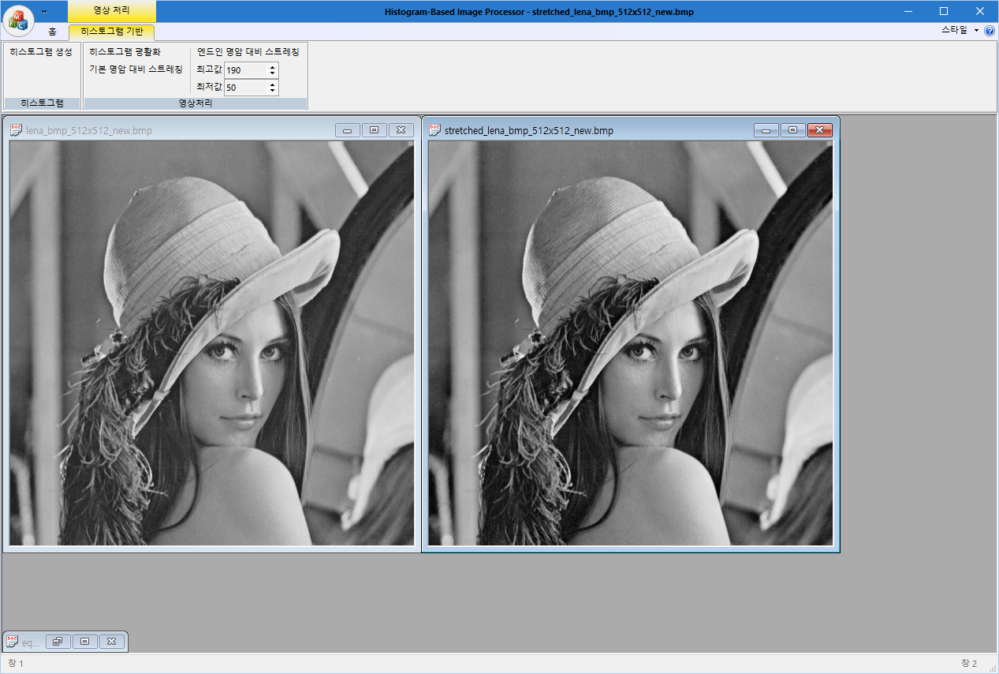 영상 처리
Histogram-Based Image Processor - stretched_lena_bmp_512x512_new.bmp
홈
히스토그램 기반
스타일
히스토그램 생성
히스토그램 평활화
엔드인 명암 대비 스트레칭
기본 명암 대비 스트레칭
최고값 190
최저값 50
히스토그램
영상처리
lena_bmp_512x512_new.bmp
stretched_lena_bmp_512x512_new.bmp
eq...
창 1
창 2